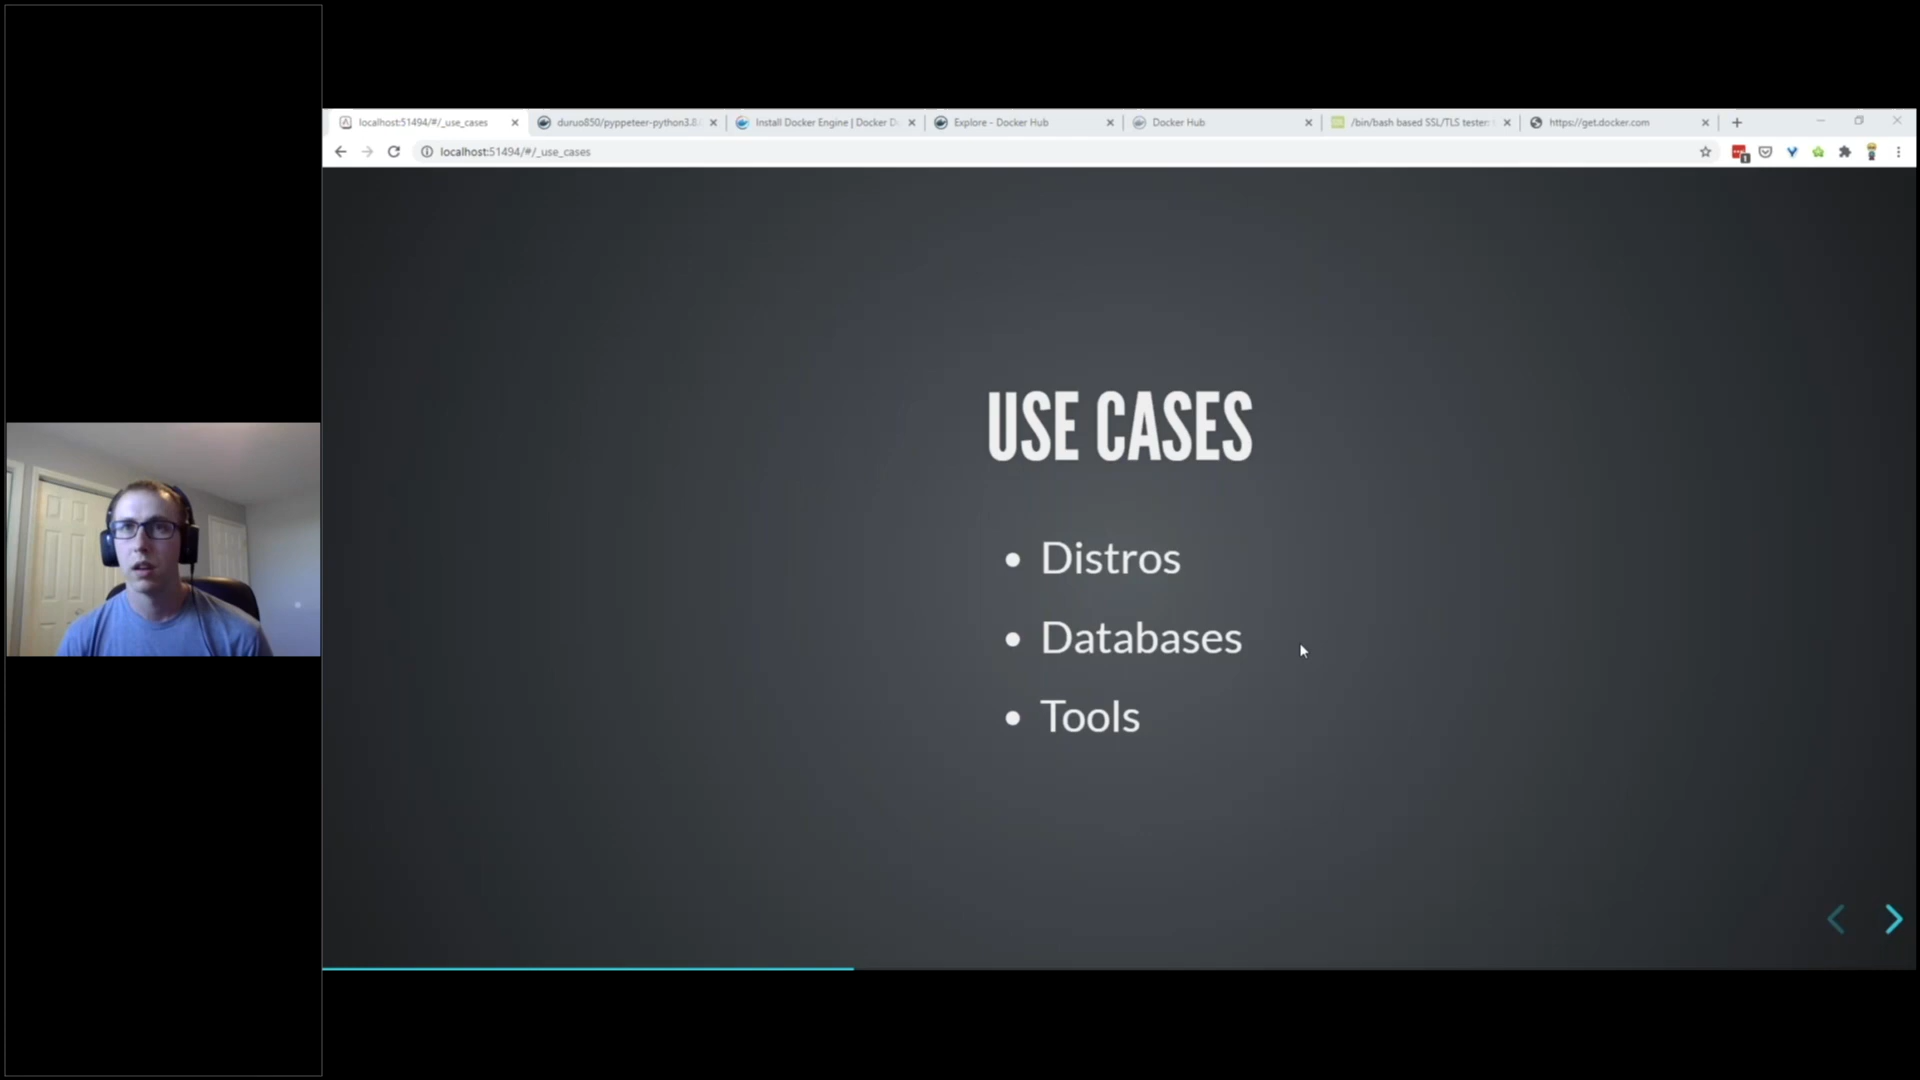 localhost:51494/#/_use_cases
duruo850/pyppeteer-python3.8.
Install Docker Engine | Docker D
Explore - Docker Hub
Docker Hub
/bin/bash based SSL/TLS tester:
https://get.docker.com
localhost:51494/#/_use_cases
1
USE CASES
• Distros
• Databases
• Tools